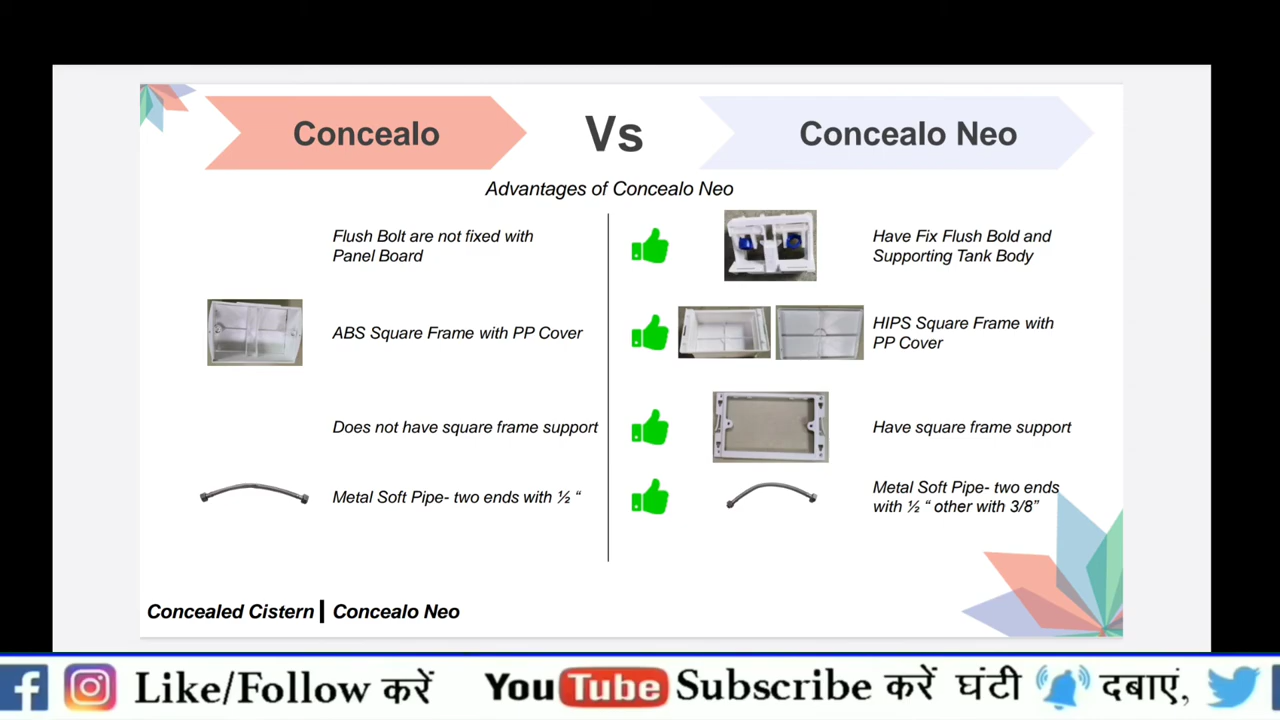 Concealo
Vs
Concealo Neo
Advantages of Concealo Neo
Flush Bolt are not fixed with
Panel Board
Have Fix Flush Bold and
Supporting Tank Body
ABS Square Frame with PP Cover
HIPS Square Frame with
PP Cover
Does not have square frame support
Have square frame support
Metal Soft Pipe- two ends with ½ “
Metal Soft Pipe- two ends
with ½ “ other with 3/8”
Concealed Cistern | Concealo Neo
Like/Follow करें YouTube Subscribe करें घंटी दबाएं,